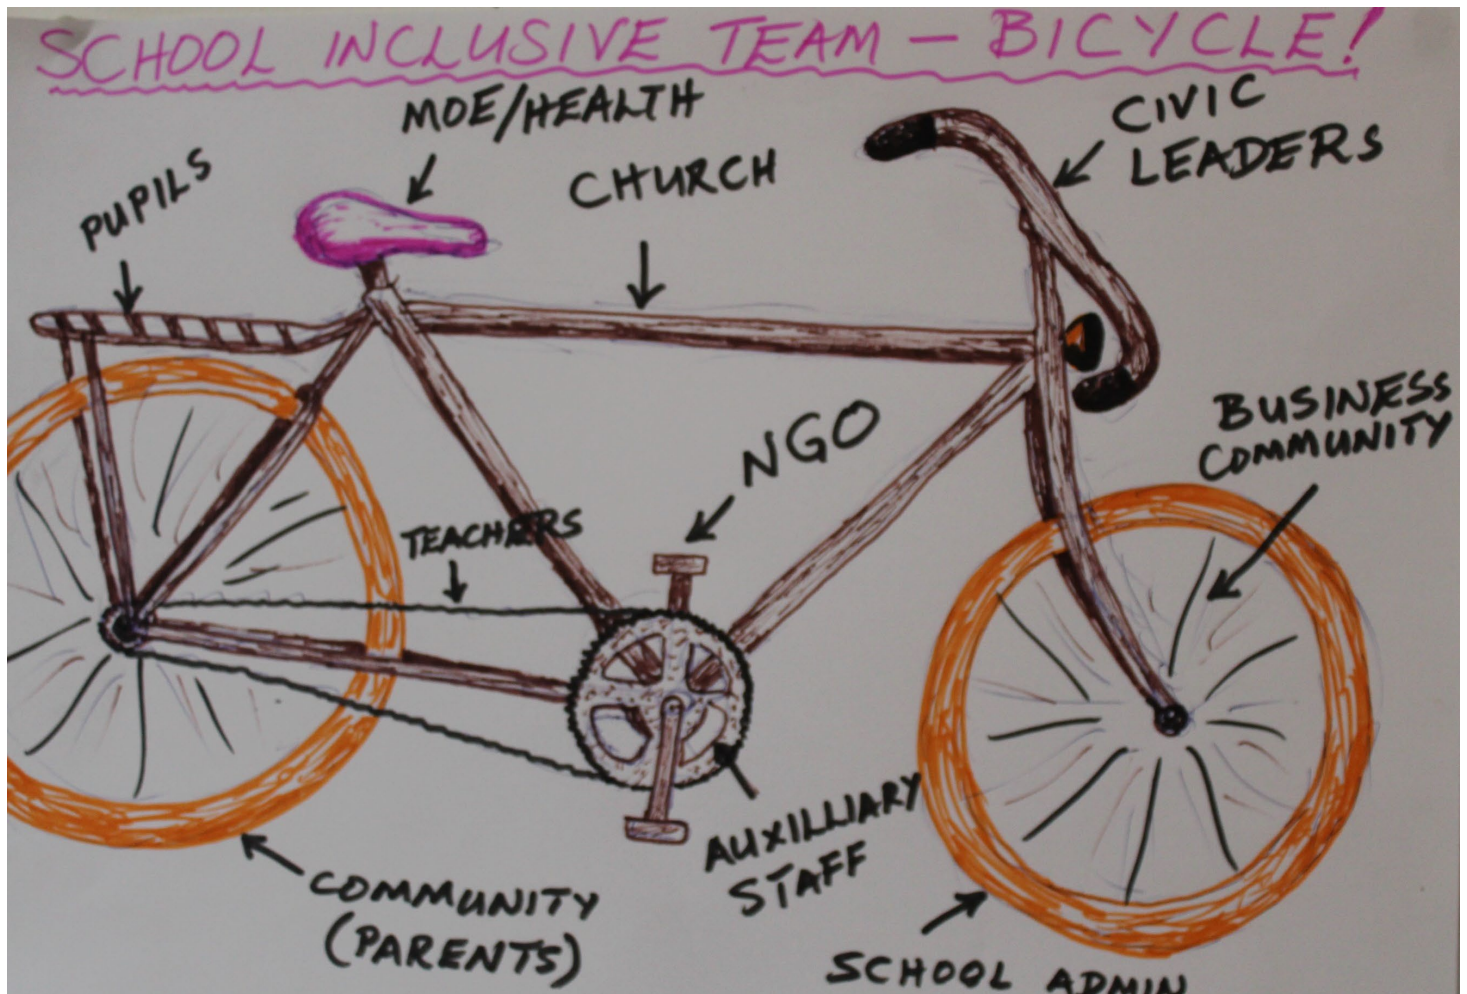 SCHOOL INCLUSIVE TEAM - BICYCLE!
MOE/HEALTH
CIVIC
LEADERS
PUPILS
CHURCH
BUSINESS
COMMUNITY
NGO
TEACHERS
AUXILLIARY
STAFF
COMMUNITY
(PARENTS)
SCHOOL ADMIN